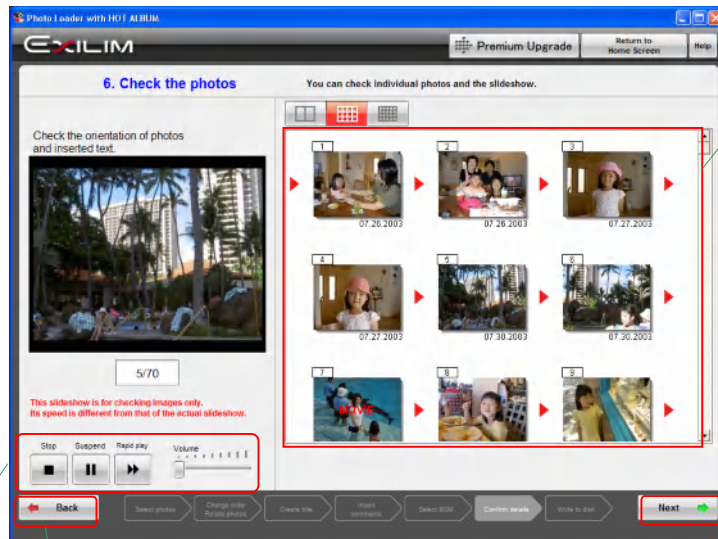 Photo Loader with HOT ALBUM
EXILIM
Premium Upgrade
Return to
Home Screen
Help
6. Check the photos
You can check individual photos and the slideshow.
Check the orientation of photos
and inserted text.
1
2
3
07.26.2003
07.26.2003
07.27.2003
4
5
6
07.27.2003
07.30.2003
07.30.2003
5/70
7
8
9
MOVIE
This slideshow is for checking images only.
Its speed is different from that of the actual slideshow.
Stop
Suspend
Rapid play
Volume
Back
Select photos
Change order/
Rotate photos
Create title
Insert
comments
Select BGM
Confirm details
Write to disk
Next